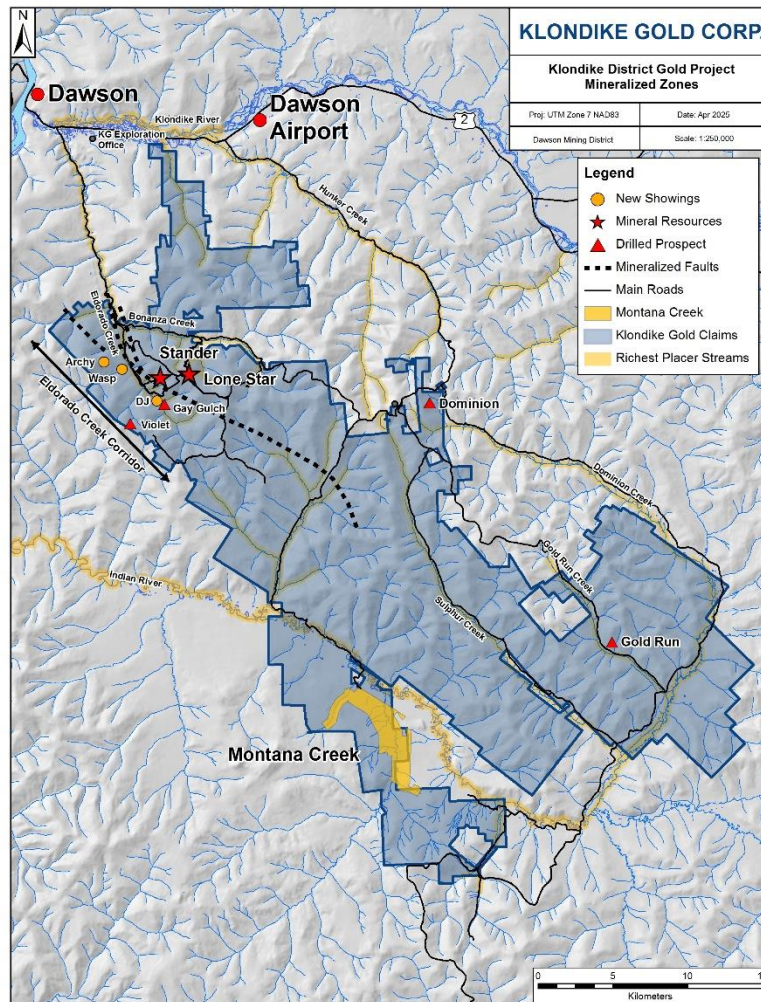 N
KLONDIKE GOLD CORP.
Klondike District Gold Project
Mineralized Zones
Proj: UTM Zone 7 NAD83
Date: Apr 2025
Dawson Mining District
Scale: 1:250,000
Legend
New Showings
Mineral Resources
Drilled Prospect
Mineralized Faults
Main Roads
Montana Creek
Klondike Gold Claims
Richest Placer Streams
Dawson
Klondike River
Dawson
Airport
2
KG Exploration
Office
Hunker Creek
Eldorado Creek
Bonanza Creek
Stander
Archy
Wasp
Lone Star
DJ
Gay Gulch
Violet
Eldorado Creek Corridor
Dominion
Dominion Creek
Indian River
Gold Run Creek
Sulphur Creek
Gold Run
Montana Creek
0 5 10 15
Kilometers